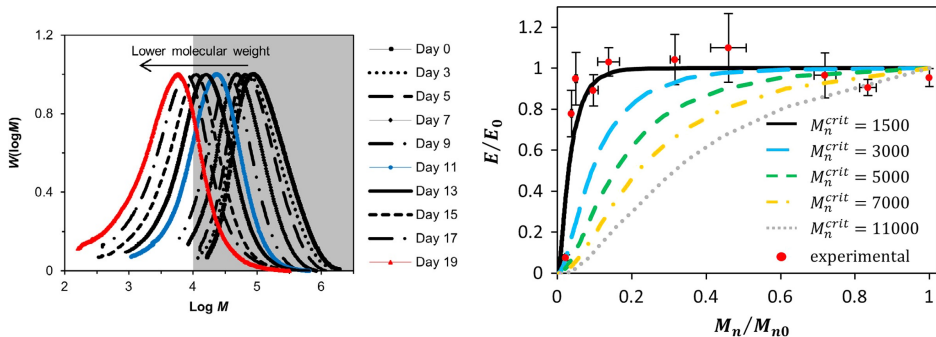 Lower molecular weight
W(logM)
1.2
0.8
0.4
0
2
3
4
5
6
Log M
Day 0
Day 3
Day 5
Day 7
Day 9
Day 11
Day 13
Day 15
Day 17
Day 19
E/E₀
1.2
1
0.8
0.6
0.4
0.2
0
0
0.2
0.4
0.6
0.8
1
Mₙ/Mₙ₀
Mₙᶜʳⁱᵗ = 1500
Mₙᶜʳⁱᵗ = 3000
Mₙᶜʳⁱᵗ = 5000
Mₙᶜʳⁱᵗ = 7000
Mₙᶜʳⁱᵗ = 11000
experimental